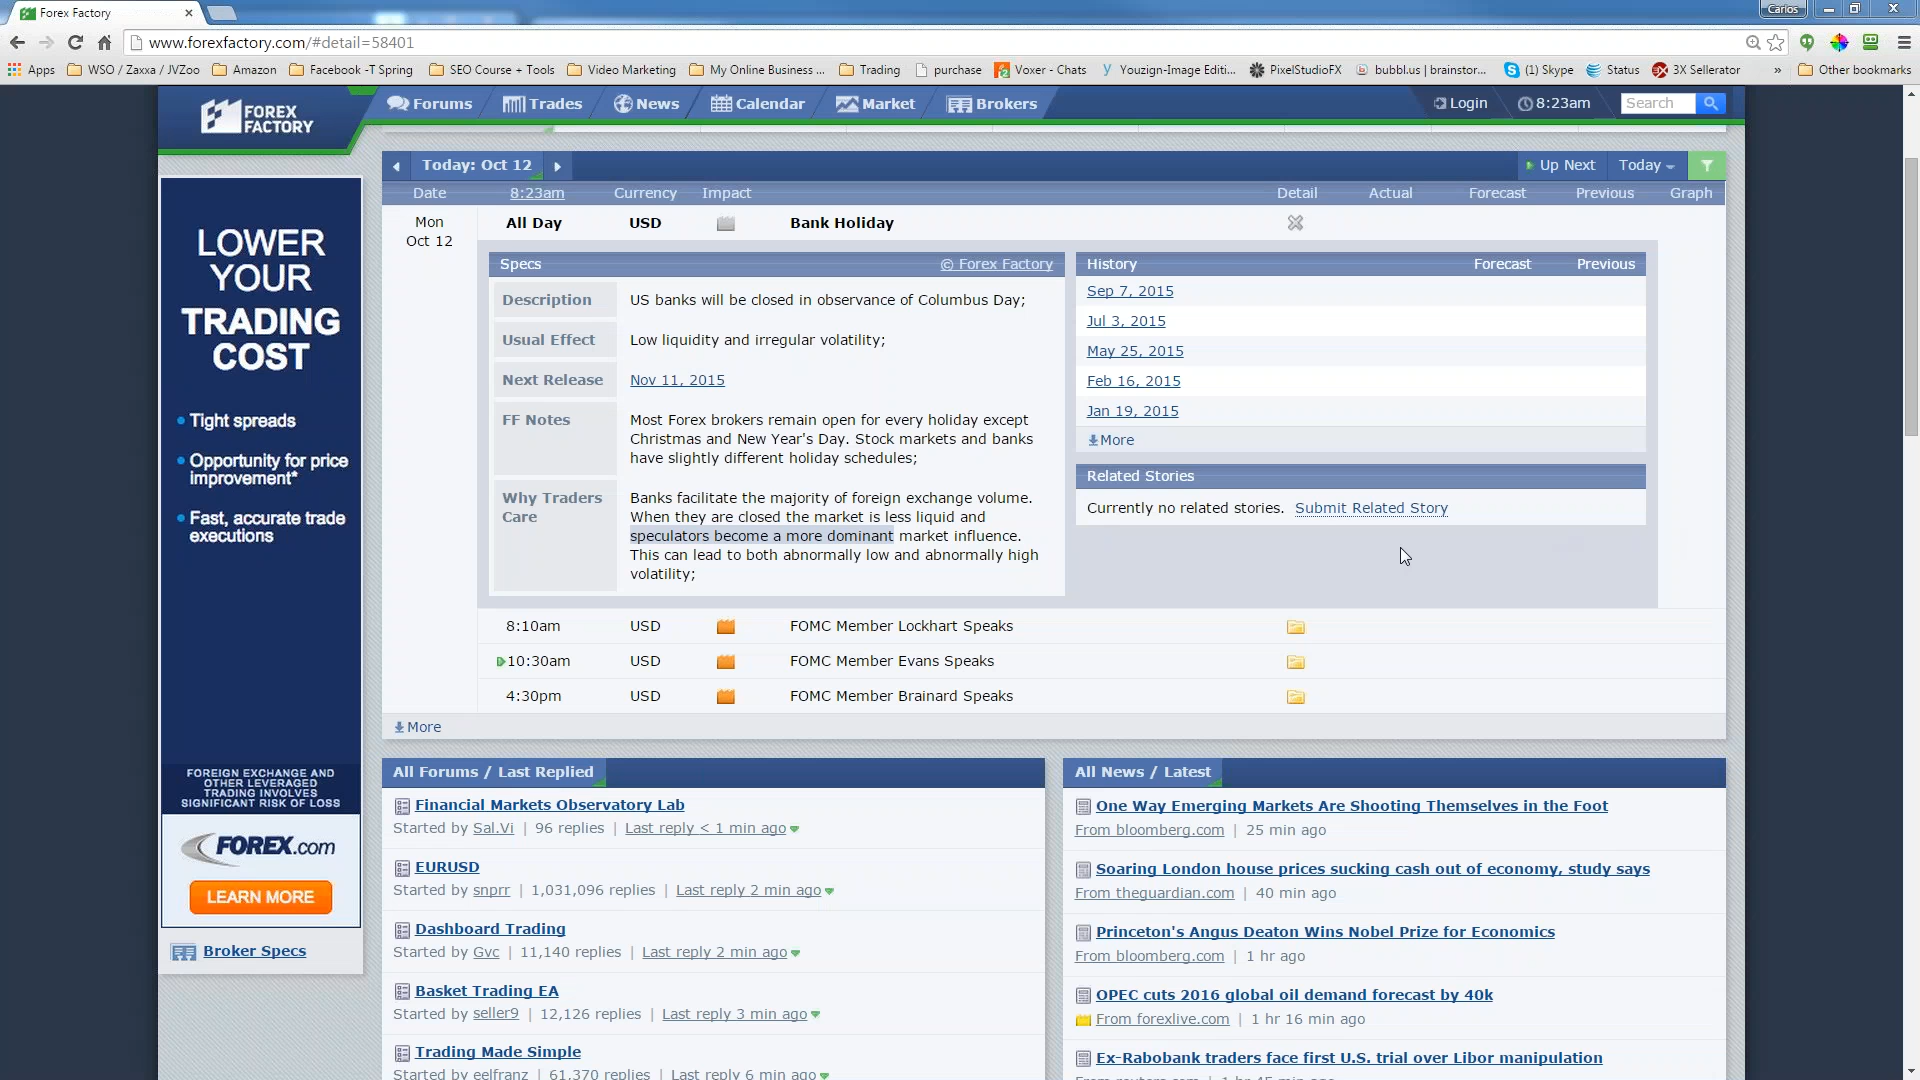 Forex Factory
Carlos
www.forexfactory.com/#detail=58401
Apps WSO / Zaxxa / JVZoo Amazon Facebook -T Spring SEO Course + Tools Video Marketing My Online Business ... Trading purchase Voxer - Chats Youzign-Image Editi... PixelStudioFX bubbl.us | brainstor... (1) Skype Status 3X Sellerator » Other bookmarks
FOREX FACTORY
Forums Trades News Calendar Market Brokers Login 8:23am Search
Today: Oct 12 Up Next Today
Date 8:23am Currency Impact Detail Actual Forecast Previous Graph
Mon
Oct 12
All Day USD Bank Holiday
Specs © Forex Factory
Description US banks will be closed in observance of Columbus Day;
Usual Effect Low liquidity and irregular volatility;
Next Release Nov 11, 2015
FF Notes Most Forex brokers remain open for every holiday except
Christmas and New Year's Day. Stock markets and banks
have slightly different holiday schedules;
Why Traders Care Banks facilitate the majority of foreign exchange volume.
When they are closed the market is less liquid and
speculators become a more dominant market influence.
This can lead to both abnormally low and abnormally high
volatility;
History Forecast Previous
Sep 7, 2015
Jul 3, 2015
May 25, 2015
Feb 16, 2015
Jan 19, 2015
More
Related Stories
Currently no related stories. Submit Related Story
8:10am USD FOMC Member Lockhart Speaks
10:30am USD FOMC Member Evans Speaks
4:30pm USD FOMC Member Brainard Speaks
More
LOWER
YOUR
TRADING
COST
• Tight spreads
• Opportunity for price
improvement*
• Fast, accurate trade
executions
FOREIGN EXCHANGE AND
OTHER LEVERAGED
TRADING INVOLVES
SIGNIFICANT RISK OF LOSS
FOREX.com
LEARN MORE
Broker Specs
All Forums / Last Replied
Financial Markets Observatory Lab
Started by Sal.Vi | 96 replies | Last reply < 1 min ago
EURUSD
Started by snprr | 1,031,096 replies | Last reply 2 min ago
Dashboard Trading
Started by Gvc | 11,140 replies | Last reply 2 min ago
Basket Trading EA
Started by seller9 | 12,126 replies | Last reply 3 min ago
Trading Made Simple
Started by eelfranz | 61,370 replies | Last reply 6 min ago
All News / Latest
One Way Emerging Markets Are Shooting Themselves in the Foot
From bloomberg.com | 25 min ago
Soaring London house prices sucking cash out of economy, study says
From theguardian.com | 40 min ago
Princeton's Angus Deaton Wins Nobel Prize for Economics
From bloomberg.com | 1 hr ago
OPEC cuts 2016 global oil demand forecast by 40k
From forexlive.com | 1 hr 16 min ago
Ex-Rabobank traders face first U.S. trial over Libor manipulation